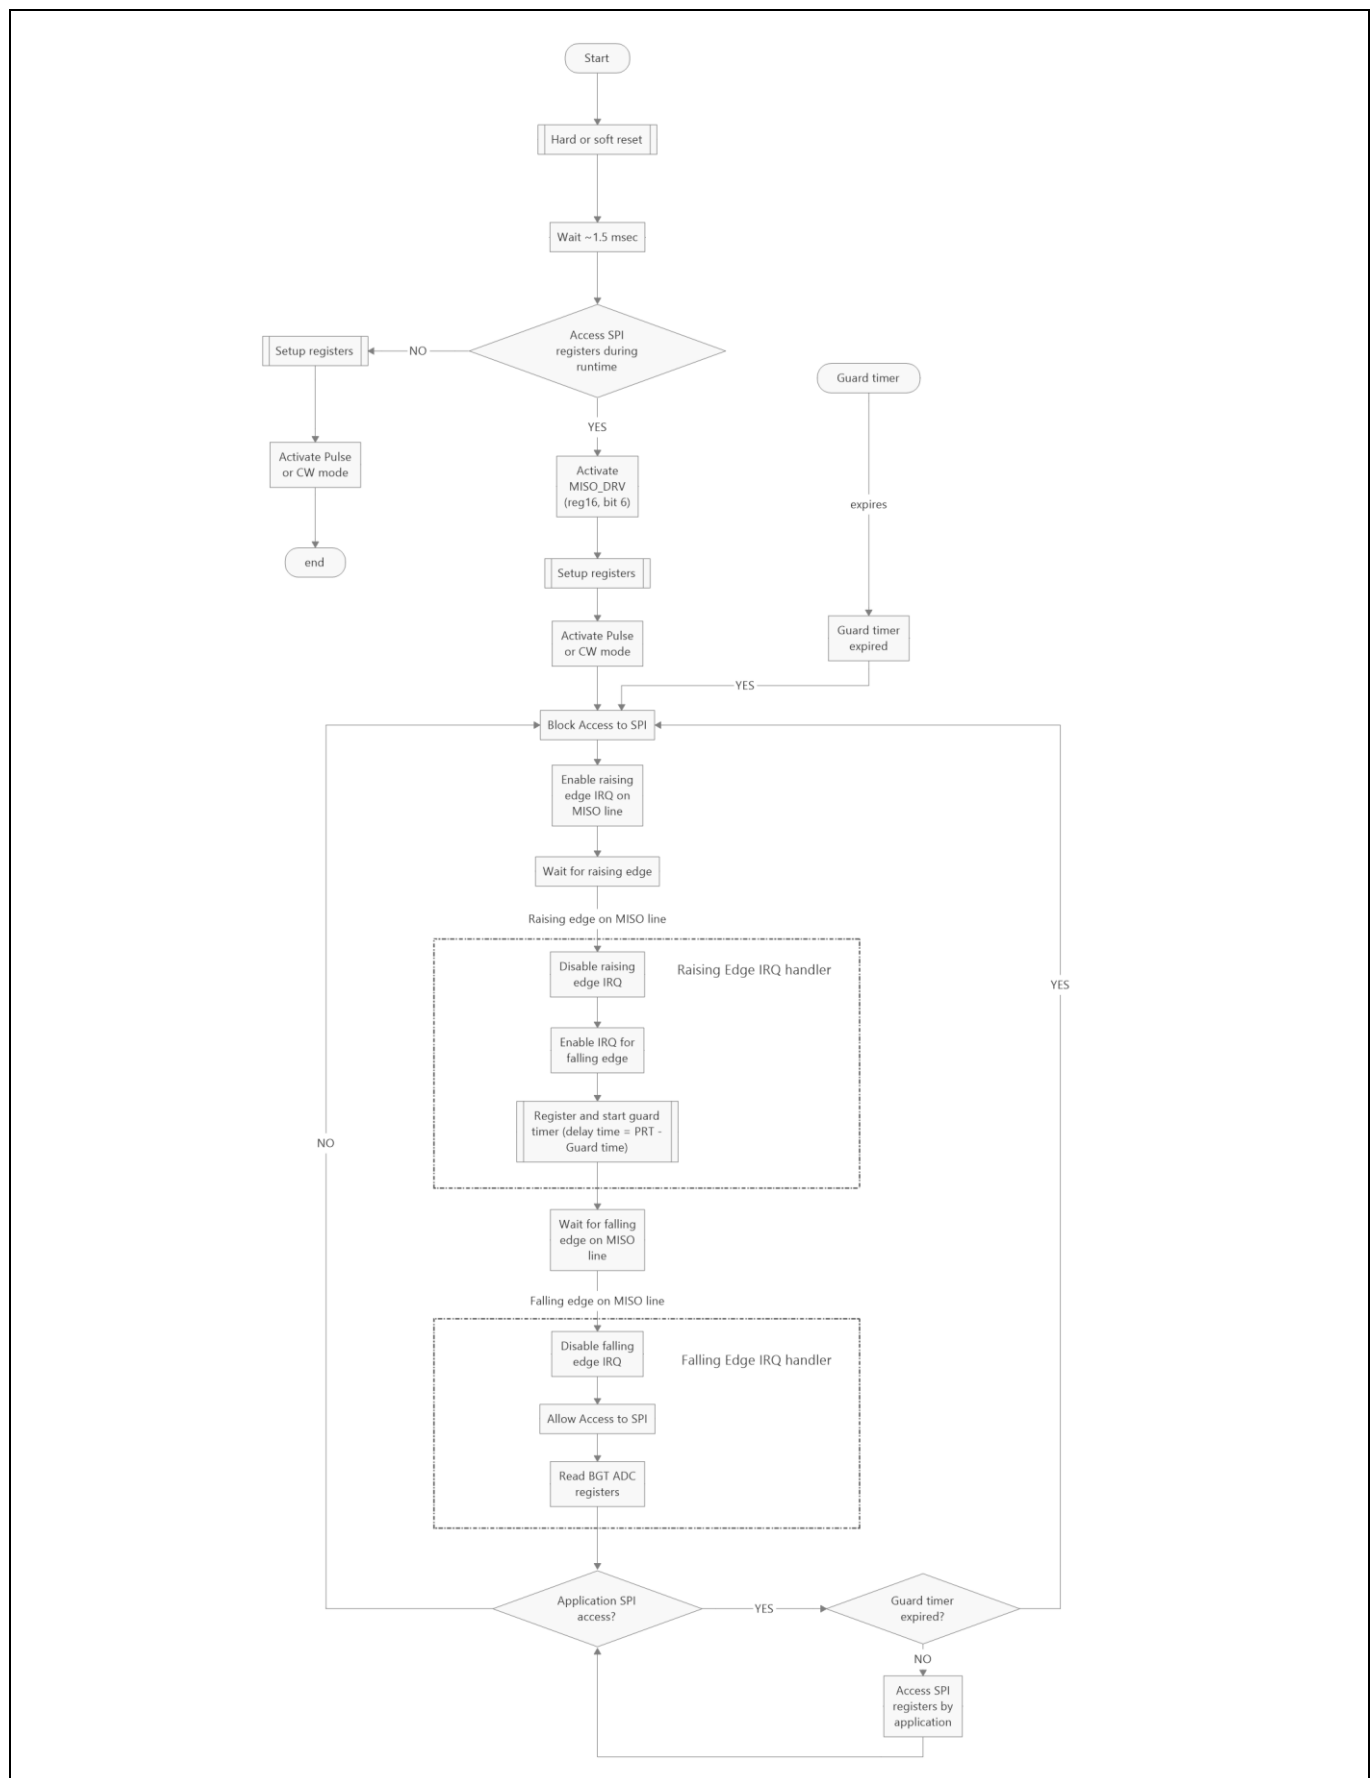 Start
Hard or soft reset
Wait ~1.5 msec
Access SPI
registers during
runtime
NO
Setup registers
Activate Pulse
or CW mode
end
YES
Activate
MISO_DRV
(reg16, bit 6)
Setup registers
Activate Pulse
or CW mode
Guard timer
expires
Guard timer
expired
YES
Block Access to SPI
Enable raising
edge IRQ on
MISO line
Wait for raising edge
Raising edge on MISO line
Raising Edge IRQ handler
Disable raising
edge IRQ
Enable IRQ for
falling edge
Register and start guard
timer (delay time = PRT -
Guard time)
Wait for falling
edge on MISO
line
Falling edge on MISO line
Falling Edge IRQ handler
Disable falling
edge IRQ
Allow Access to SPI
Read BGT ADC
registers
Application SPI
access?
NO
YES
Guard timer
expired?
YES
NO
Access SPI
registers by
application